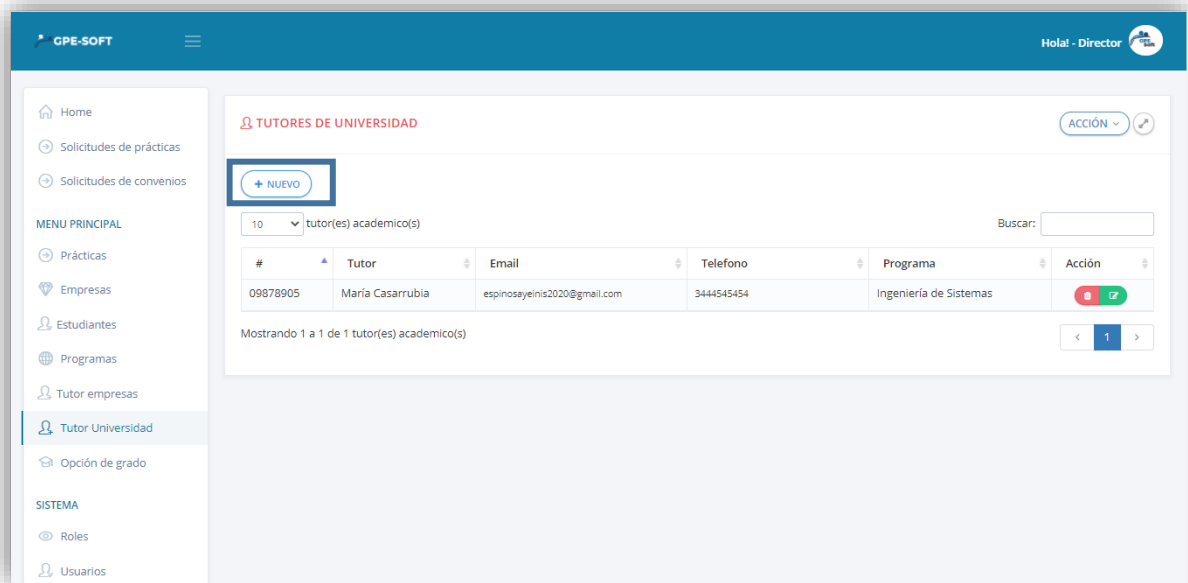 GPE-SOFT
Hola! - Director
Home
Solicitudes de prácticas
Solicitudes de convenios
MENU PRINCIPAL
Prácticas
Empresas
Estudiantes
Programas
Tutor empresas
Tutor Universidad
Opción de grado
SISTEMA
Roles
Usuarios
TUTORES DE UNIVERSIDAD
ACCIÓN
+ NUEVO
10 tutor(es) academico(s)
Buscar:
# Tutor Email Telefono Programa Acción
09878905 María Casarrubia espinosayeinis2020@gmail.com 3444545454 Ingeniería de Sistemas
Mostrando 1 a 1 de 1 tutor(es) academico(s)
< 1 >